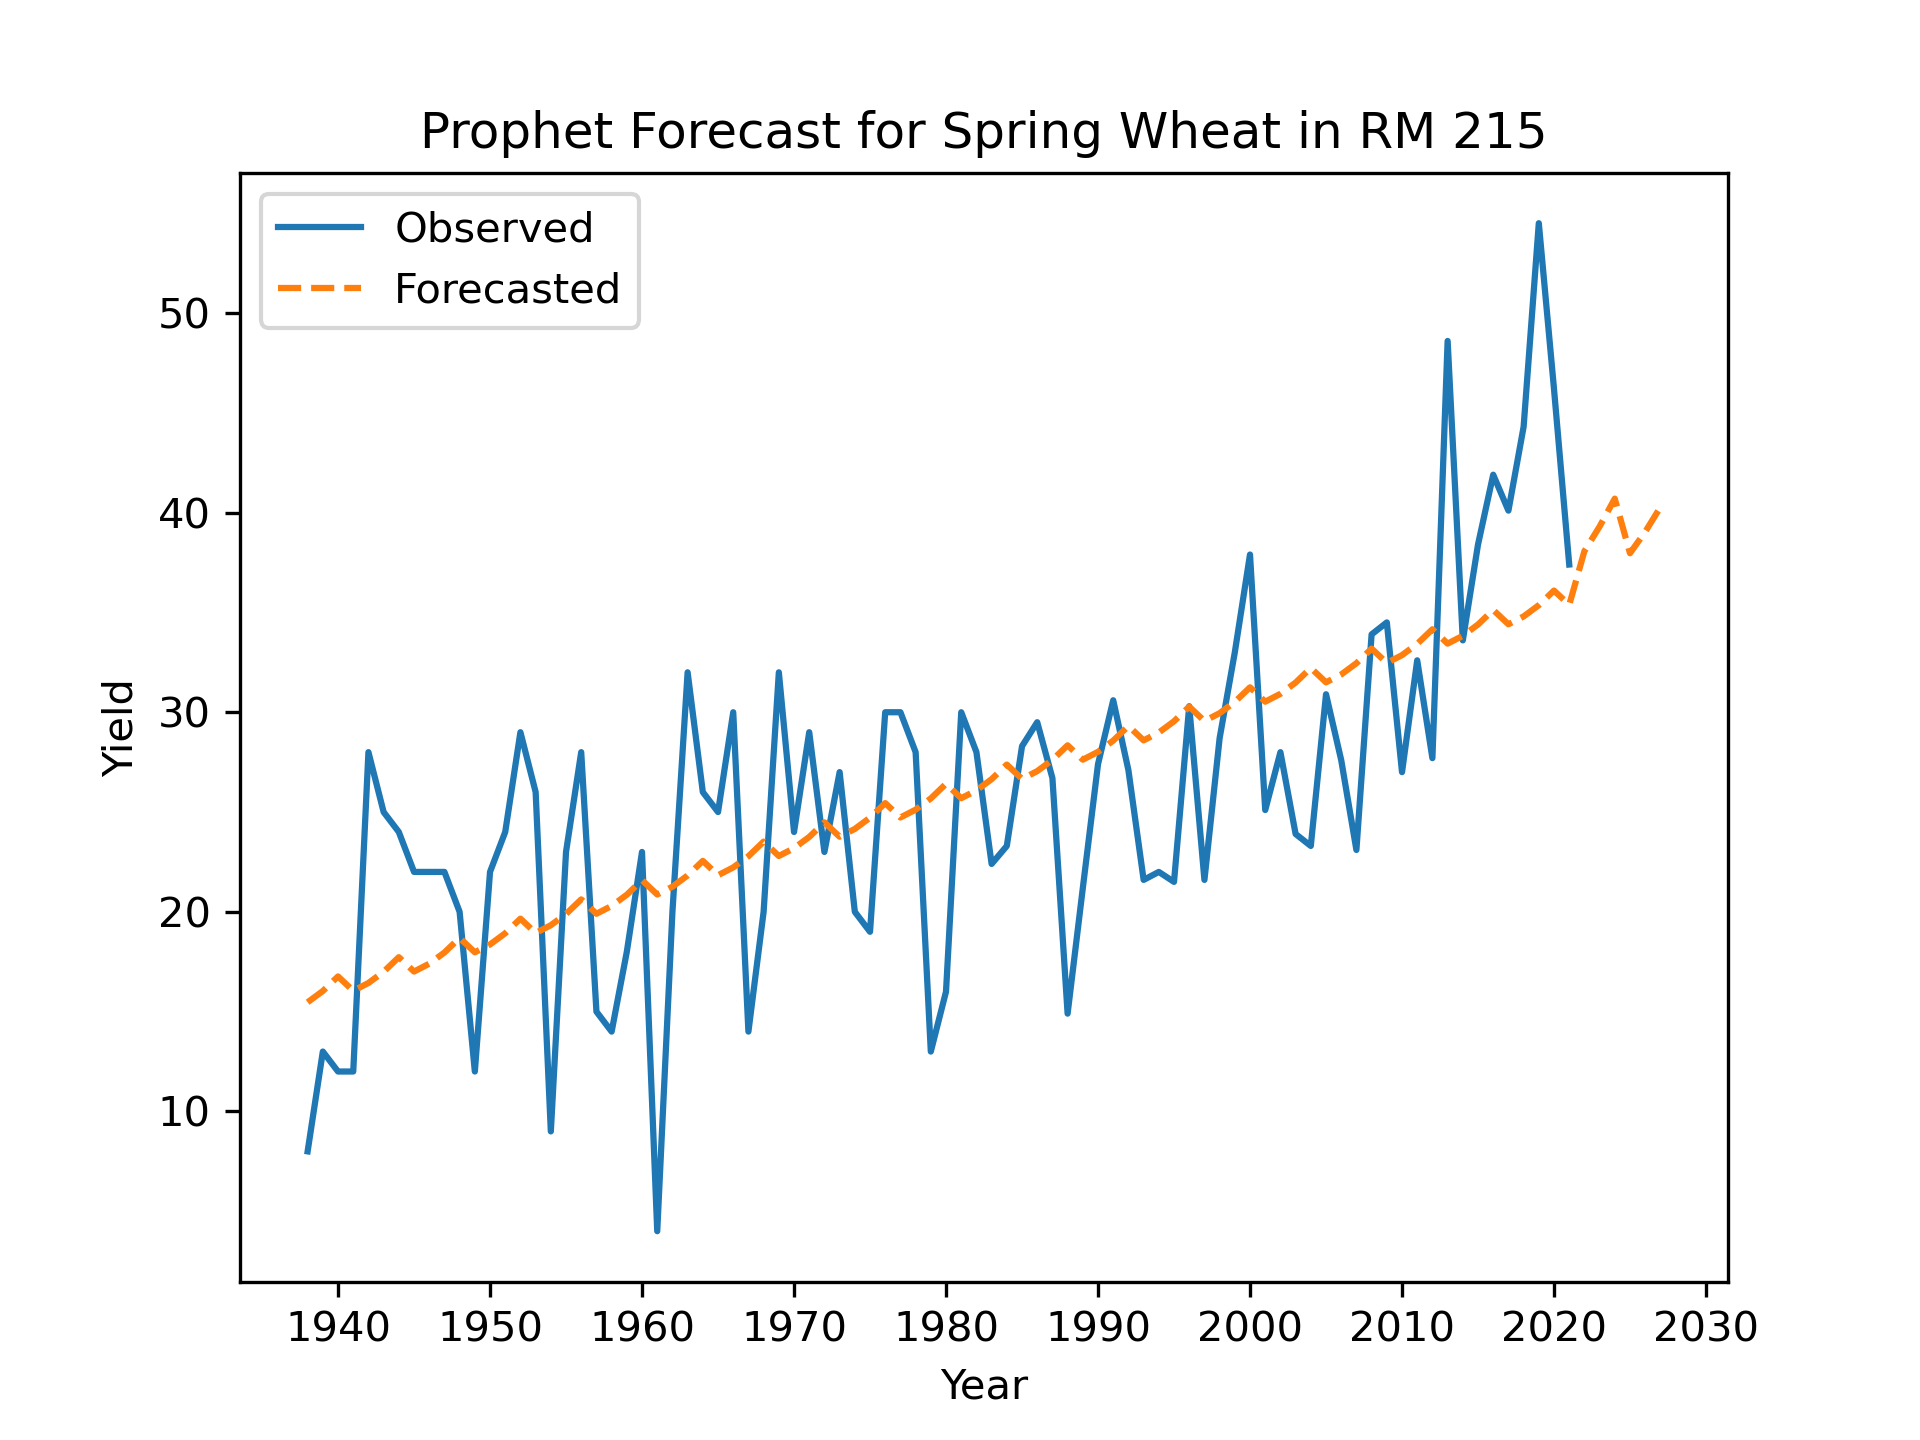 Prophet Forecast for Spring Wheat in RM 215
Observed
Forecasted
50
40
30
20
10
Yield
1940 1950 1960 1970 1980 1990 2000 2010 2020 2030
Year